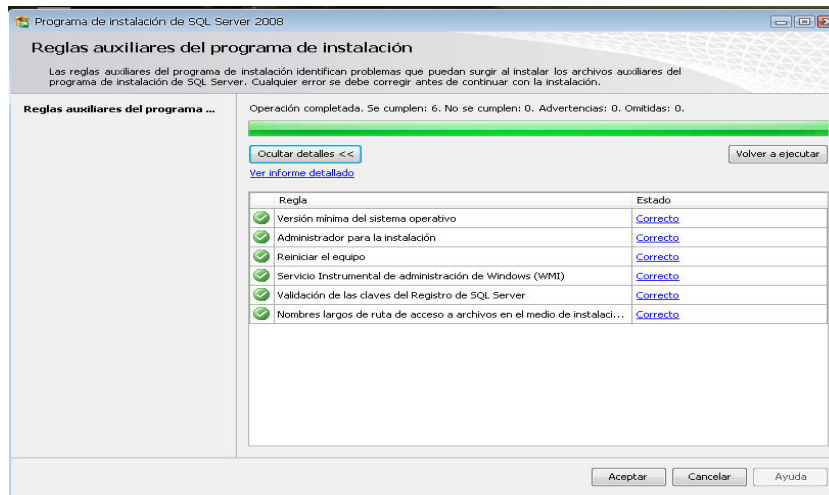 Programa de instalación de SQL Server 2008
Reglas auxiliares del programa de instalación
Las reglas auxiliares del programa de instalación identifican problemas que puedan surgir al instalar los archivos auxiliares del
programa de instalación de SQL Server. Cualquier error se debe corregir antes de continuar con la instalación.
Reglas auxiliares del programa ...
Operación completada. Se cumplen: 6. No se cumplen: 0. Advertencias: 0. Omitidas: 0.
Ocultar detalles <<
Volver a ejecutar
Ver informe detallado
Regla Estado
Versión mínima del sistema operativo Correcto
Administrador para la instalación Correcto
Reiniciar el equipo Correcto
Servicio Instrumental de administración de Windows (WMI) Correcto
Validación de las claves del Registro de SQL Server Correcto
Nombres largos de ruta de acceso a archivos en el medio de instalaci... Correcto
Aceptar Cancelar Ayuda